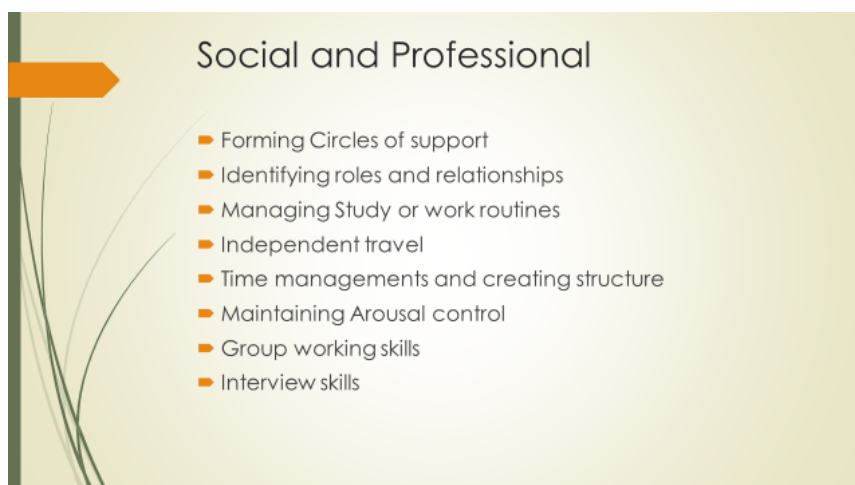 Social and Professional
Forming Circles of support
Identifying roles and relationships
Managing Study or work routines
Independent travel
Time managements and creating structure
Maintaining Arousal control
Group working skills
Interview skills